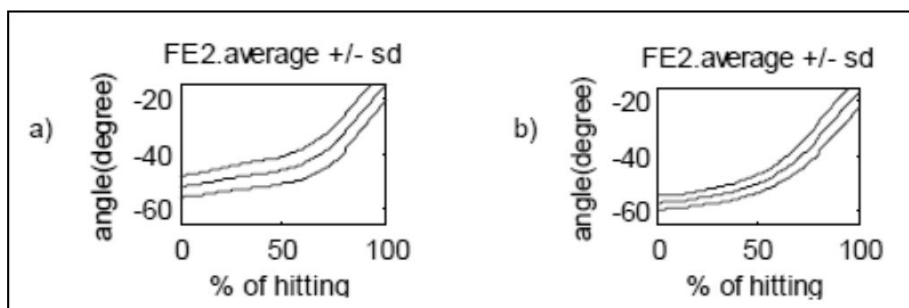 a)
FE2.average +/- sd
angle(degree)
-20
-40
-60
0 50 100
% of hitting
b)
FE2.average +/- sd
angle(degree)
-20
-40
-60
0 50 100
% of hitting